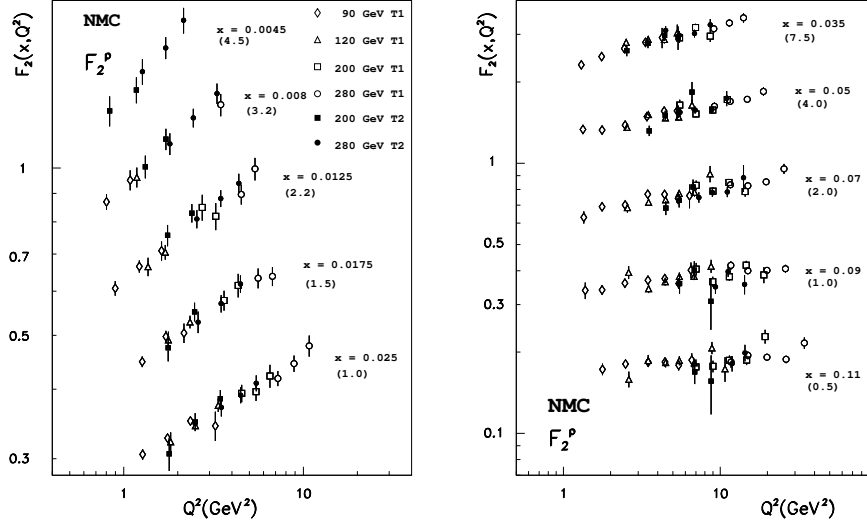 NMC
F₂ᵖ
F₂(x,Q²)
90 GeV T1
120 GeV T1
200 GeV T1
280 GeV T1
200 GeV T2
280 GeV T2
x = 0.0045
(4.5)
x = 0.008
(3.2)
x = 0.0125
(2.2)
x = 0.0175
(1.5)
x = 0.025
(1.0)
1
0.7
0.5
0.3
1
10
Q²(GeV²)
F₂(x,Q²)
x = 0.035
(7.5)
x = 0.05
(4.0)
x = 0.07
(2.0)
x = 0.09
(1.0)
x = 0.11
(0.5)
NMC
F₂ᵖ
3.0
1
0.5
0.3
0.1
1
10
Q²(GeV²)